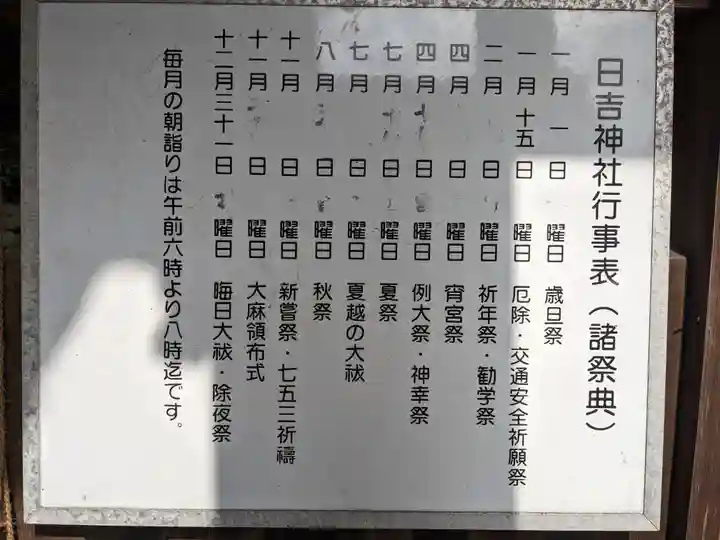 日吉神社行事表（諸祭典）
一月 一日 曜日 歳旦祭
一月 十五日 曜日 厄除・交通安全祈願祭
二月 日 曜日 祈年祭・勧学祭
四月 日 曜日 宵宮祭
四月 日 曜日 例大祭・神幸祭
七月 日 曜日 夏祭
七月 日 曜日 夏越の大祓
八月 日 曜日 秋祭
十一月 日 曜日 新嘗祭・七五三祈禱
十一月 日 曜日 大麻頒布式
十二月三十一日 曜日 晦日大祓・除夜祭
毎月の朝詣りは午前六時より八時迄です。